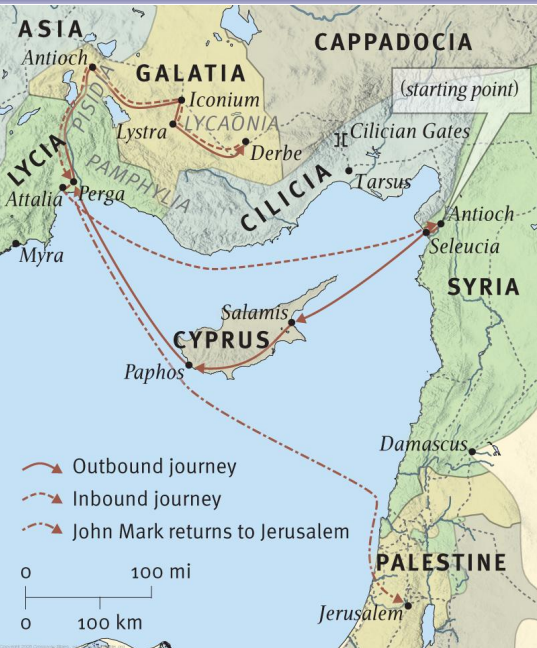 ASIA
Antioch
GALATIA
CAPPADOCIA
(starting point)
PISIDIA
Iconium
LYCAONIA
Lystra
Cilician Gates
Derbe
LYCIA
PAMPHYLIA
CILICIA
Tarsus
Attalia
Perga
Antioch
Seleucia
Myra
SYRIA
Salamis
CYPRUS
Paphos
Damascus
Outbound journey
Inbound journey
John Mark returns to Jerusalem
0 100 mi
0 100 km
PALESTINE
Jerusalem